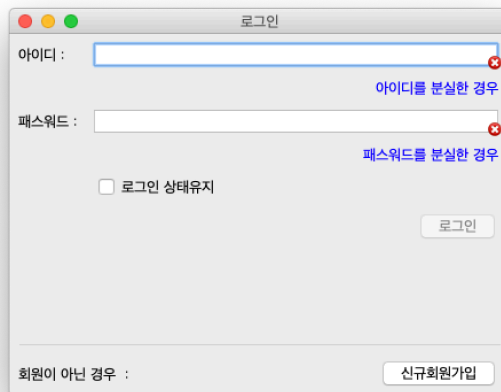 로그인
아이디 :
아이디를 분실한 경우
패스워드 :
패스워드를 분실한 경우
로그인 상태유지
로그인
회원이 아닌 경우 : 신규회원가입